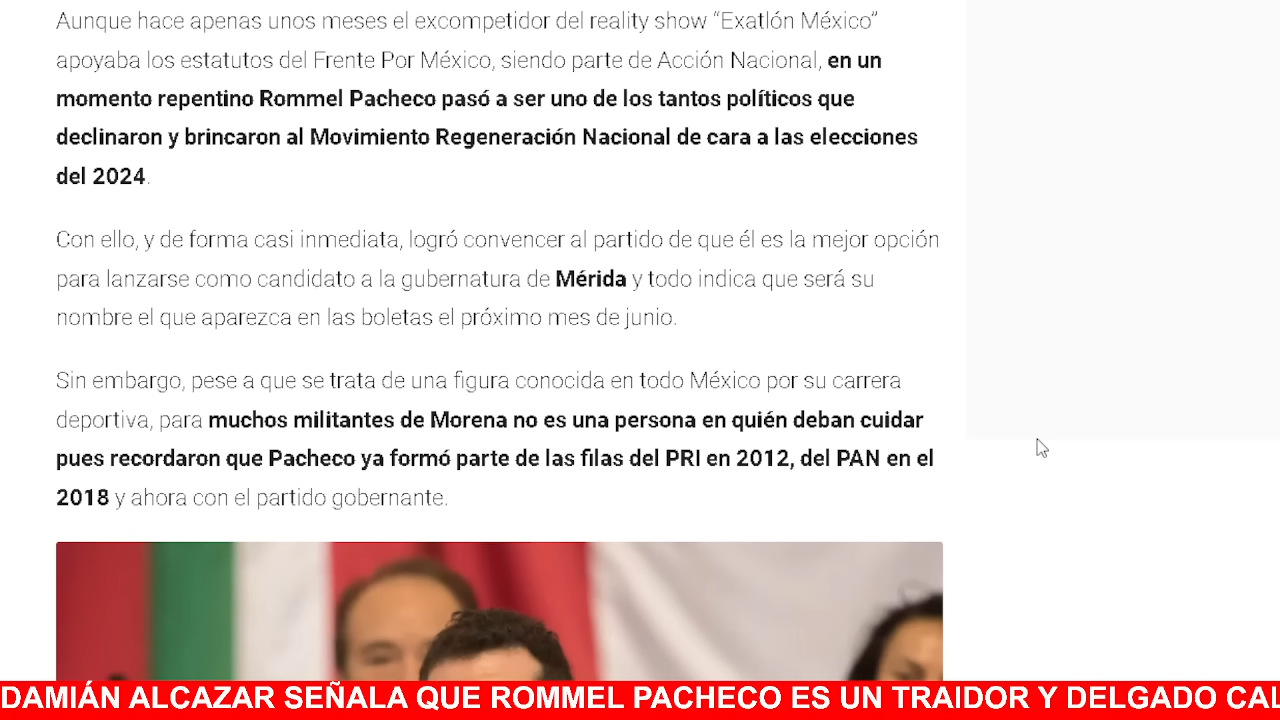 Aunque hace apenas unos meses el excompetidor del reality show “Exatlón México”
apoyaba los estatutos del Frente Por México, siendo parte de Acción Nacional, en un
momento repentino Rommel Pacheco pasó a ser uno de los tantos políticos que
declinaron y brincaron al Movimiento Regeneración Nacional de cara a las elecciones
del 2024.
Con ello, y de forma casi inmediata, logró convencer al partido de que él es la mejor opción
para lanzarse como candidato a la gubernatura de Mérida y todo indica que será su
nombre el que aparezca en las boletas el próximo mes de junio.
Sin embargo, pese a que se trata de una figura conocida en todo México por su carrera
deportiva, para muchos militantes de Morena no es una persona en quién deban cuidar
pues recordaron que Pacheco ya formó parte de las filas del PRI en 2012, del PAN en el
2018 y ahora con el partido gobernante.
DAMIÁN ALCAZAR SEÑALA QUE ROMMEL PACHECO ES UN TRAIDOR Y DELGADO CAL